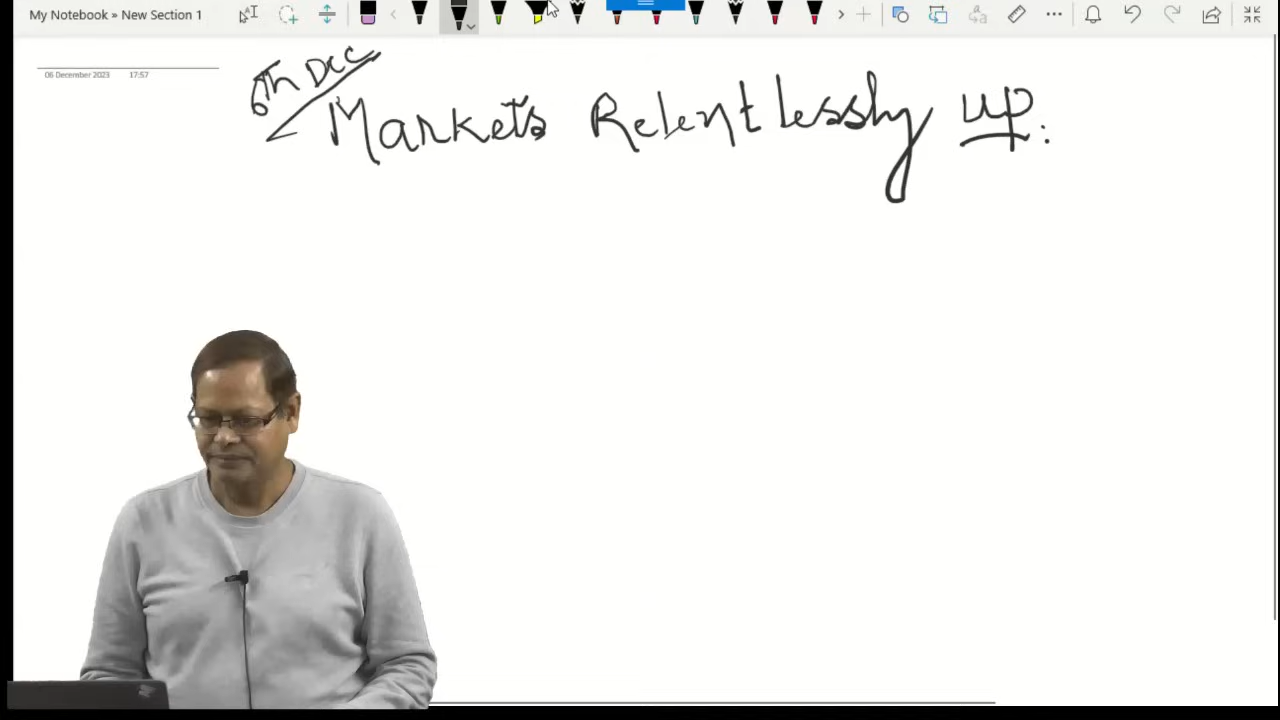 My Notebook » New Section 1
06 December 2023 17:57
6th Dec
Markets Relentlessly up.